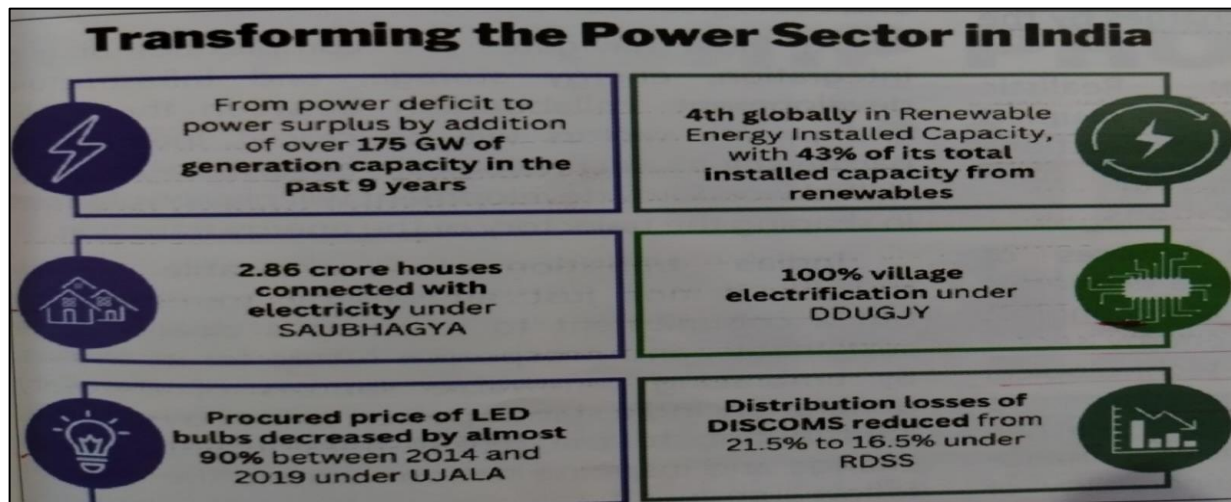 Transforming the Power Sector in India
From power deficit to
power surplus by addition
of over 175 GW of
generation capacity in the
past 9 years
4th globally in Renewable
Energy Installed Capacity,
with 43% of its total
installed capacity from
renewables
2.86 crore houses
connected with
electricity under
SAUBHAGYA
100% village
electrification under
DDUGJY
Procured price of LED
bulbs decreased by almost
90% between 2014 and
2019 under UJALA
Distribution losses of
DISCOMS reduced from
21.5% to 16.5% under
RDSS